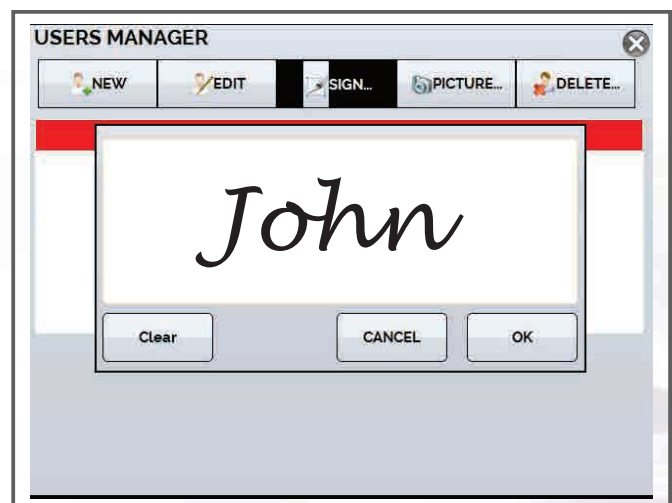 USERS MANAGER
NEW EDIT SIGN... PICTURE... DELETE...
John
Clear CANCEL OK